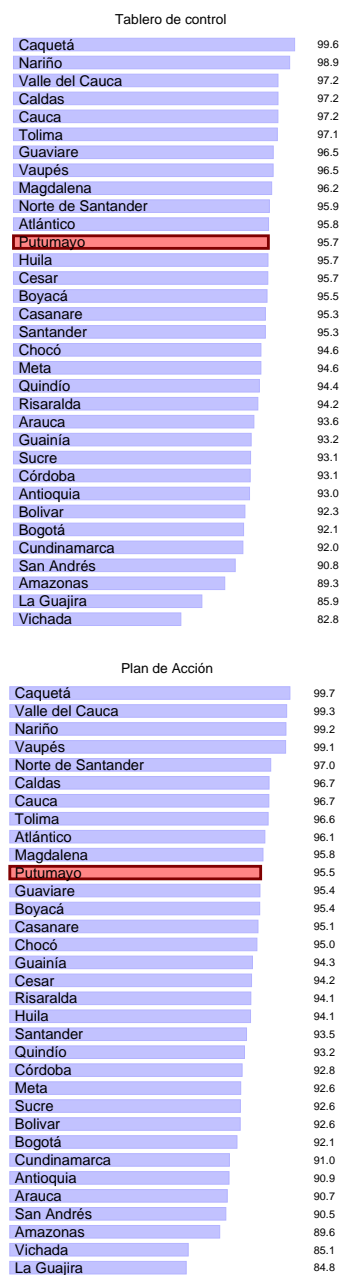 Tablero de control
Caquetá 99.6
Nariño 98.9
Valle del Cauca 97.2
Caldas 97.2
Cauca 97.2
Tolima 97.1
Guaviare 96.5
Vaupés 96.5
Magdalena 96.2
Norte de Santander 95.9
Atlántico 95.8
Putumayo 95.7
Huila 95.7
Cesar 95.7
Boyacá 95.5
Casanare 95.3
Santander 95.3
Chocó 94.6
Meta 94.6
Quindío 94.4
Risaralda 94.2
Arauca 93.6
Guainía 93.2
Sucre 93.1
Córdoba 93.1
Antioquia 93.0
Bolivar 92.3
Bogotá 92.1
Cundinamarca 92.0
San Andrés 90.8
Amazonas 89.3
La Guajira 85.9
Vichada 82.8
Plan de Acción
Caquetá 99.7
Valle del Cauca 99.3
Nariño 99.2
Vaupés 99.1
Norte de Santander 97.0
Caldas 96.7
Cauca 96.7
Tolima 96.6
Atlántico 96.1
Magdalena 95.8
Putumayo 95.5
Guaviare 95.4
Boyacá 95.4
Casanare 95.1
Chocó 95.0
Guainía 94.3
Cesar 94.2
Risaralda 94.1
Huila 94.1
Santander 93.5
Quindío 93.2
Córdoba 92.8
Meta 92.6
Sucre 92.6
Bolivar 92.6
Bogotá 92.1
Cundinamarca 91.0
Antioquia 90.9
Arauca 90.7
San Andrés 90.5
Amazonas 89.6
Vichada 85.1
La Guajira 84.8